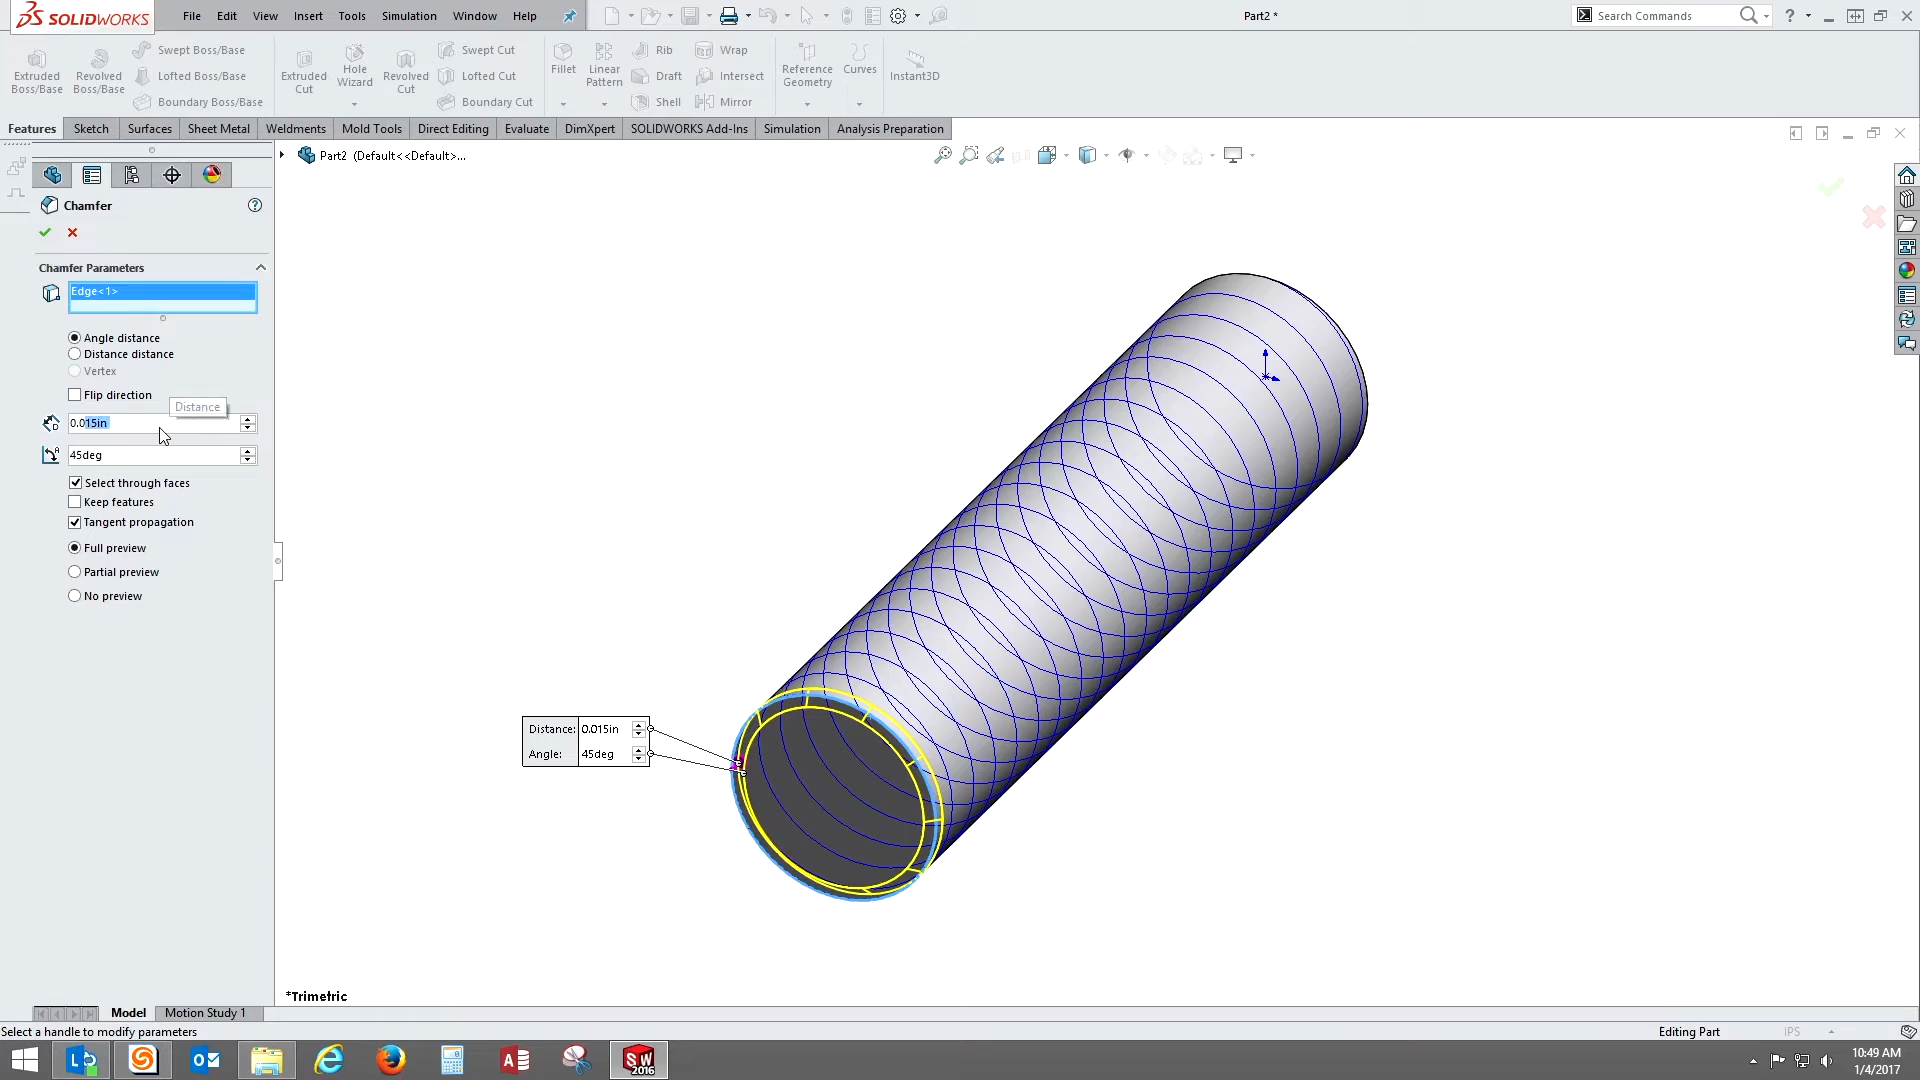 SOLIDWORKS
File Edit View Insert Tools Simulation Window Help
Part2 *
Search Commands
Extruded Boss/Base
Revolved Boss/Base
Swept Boss/Base
Lofted Boss/Base
Boundary Boss/Base
Extruded Cut
Hole Wizard
Revolved Cut
Swept Cut
Lofted Cut
Boundary Cut
Fillet
Linear Pattern
Rib
Draft
Shell
Wrap
Intersect
Mirror
Reference Geometry
Curves
Instant3D
Features Sketch Surfaces Sheet Metal Weldments Mold Tools Direct Editing Evaluate DimXpert SOLIDWORKS Add-Ins Simulation Analysis Preparation
Part2 (Default<<Default>...
Chamfer
Chamfer Parameters
Edge<1>
Angle distance
Distance distance
Vertex
Flip direction
Distance
0.015in
45deg
Select through faces
Keep features
Tangent propagation
Full preview
Partial preview
No preview
Distance: 0.015in
Angle: 45deg
*Trimetric
Model Motion Study 1
Select a handle to modify parameters
Editing Part
IPS
SW 2016
10:49 AM
1/4/2017